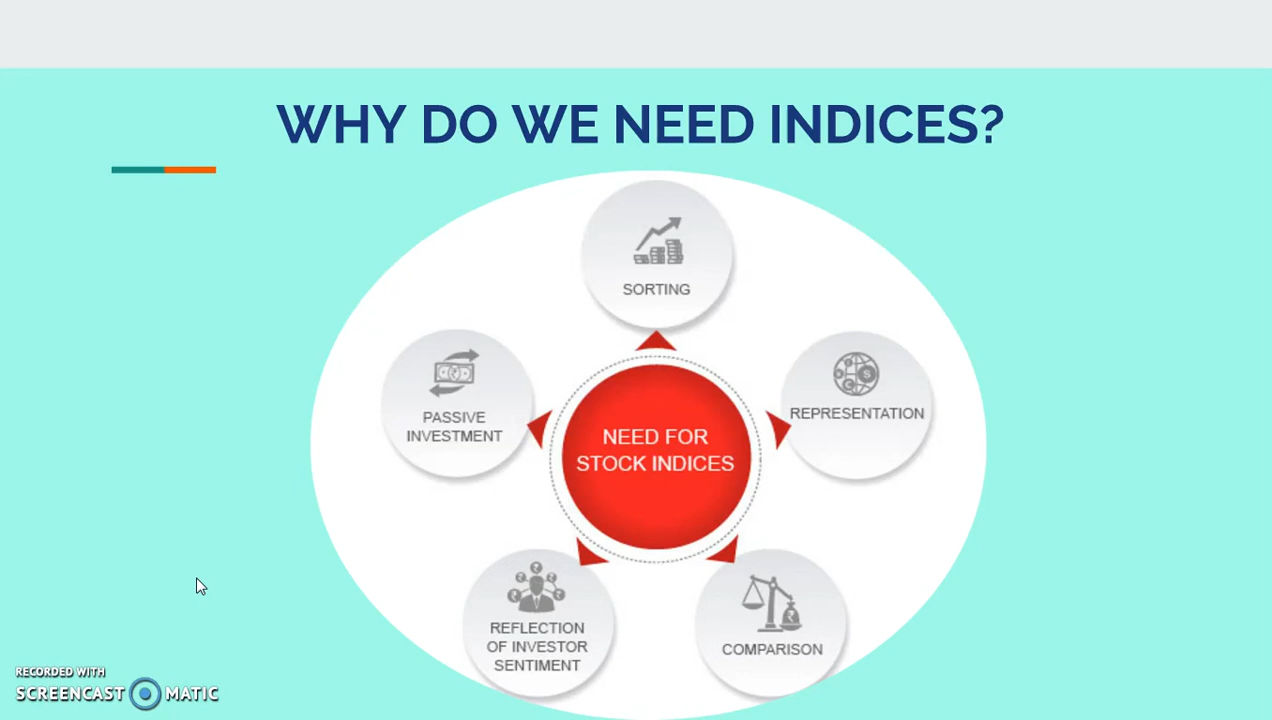 WHY DO WE NEED INDICES?
SORTING
PASSIVE
INVESTMENT
REPRESENTATION
NEED FOR
STOCK INDICES
REFLECTION
OF INVESTOR
SENTIMENT
COMPARISON
RECORDED WITH
SCREENCAST MATIC